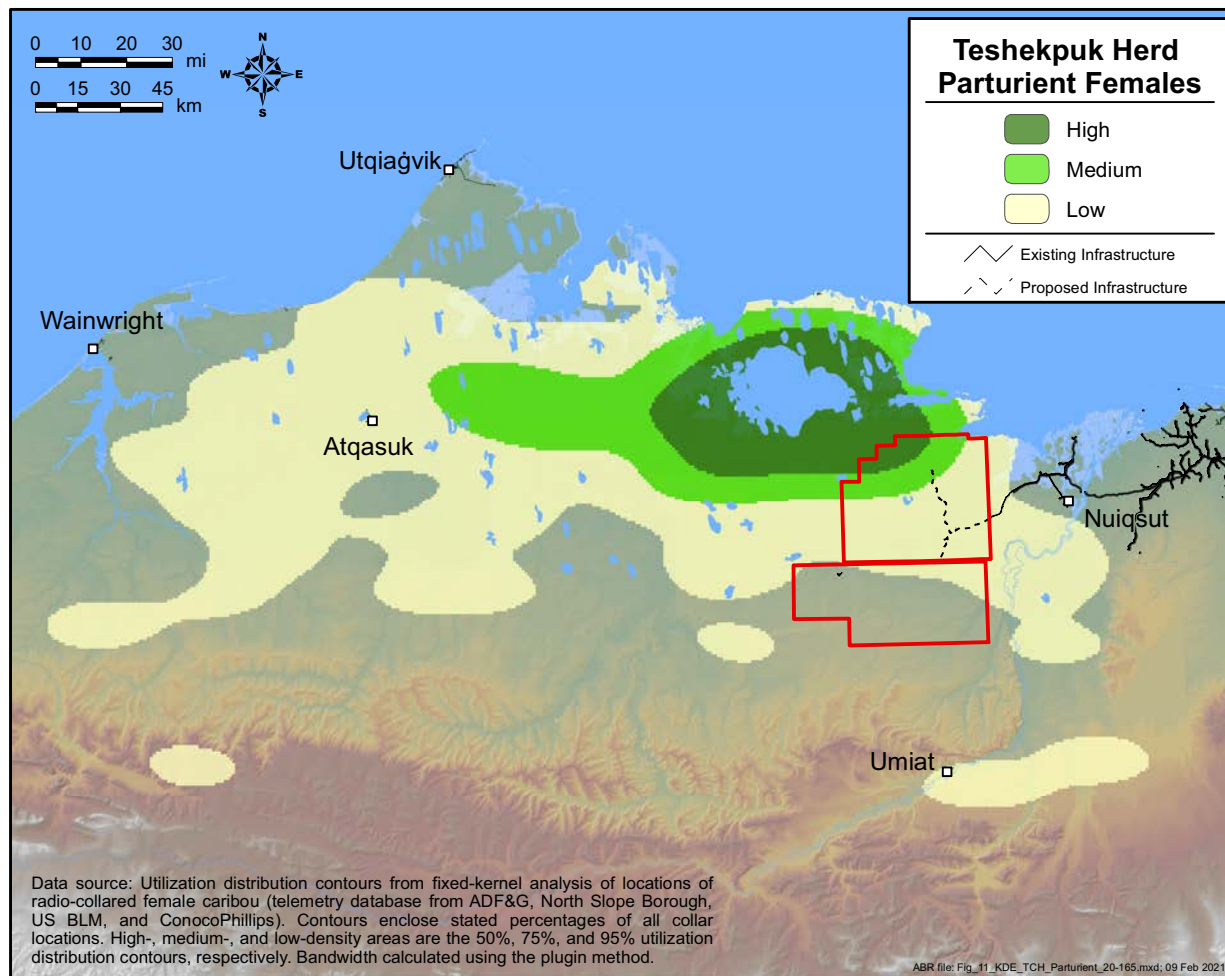 0 10 20 30
mi
0 15 30 45
km
N
W E
S
Teshekpuk Herd
Parturient Females
High
Medium
Low
Existing Infrastructure
Proposed Infrastructure
Utqiaġvik
Wainwright
Atqasuk
Nuiqsut
Umiat
Data source: Utilization distribution contours from fixed-kernel analysis of locations of
radio-collared female caribou (telemetry database from ADF&G, North Slope Borough,
US BLM, and ConocoPhillips). Contours enclose stated percentages of all collar
locations. High-, medium-, and low-density areas are the 50%, 75%, and 95% utilization
distribution contours, respectively. Bandwidth calculated using the plugin method.
ABR file: Fig_11_KDE_TCH_Parturient_20-165.mxd; 09 Feb 2021